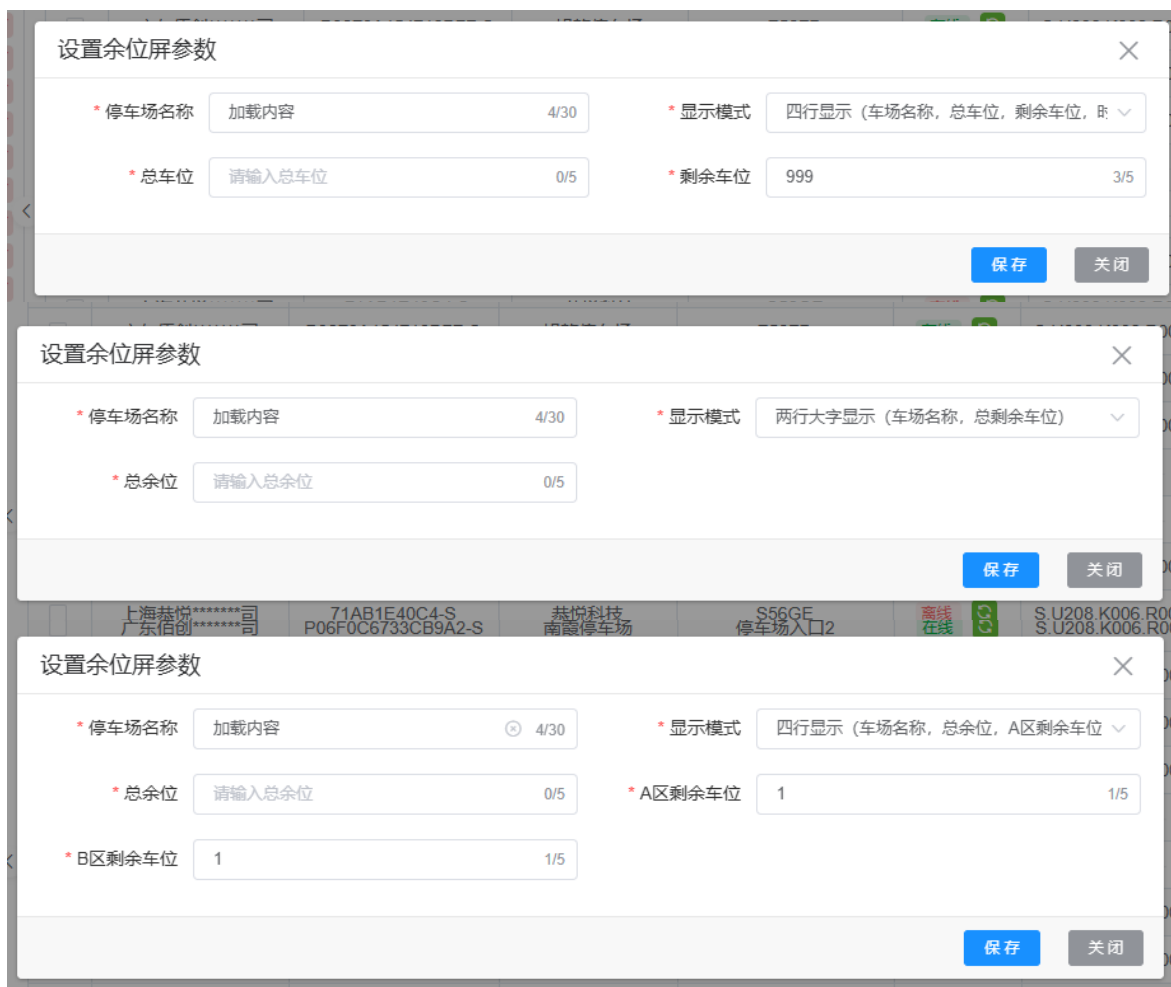 设置余位屏参数
* 停车场名称 加载内容 4/30 * 显示模式 四行显示（车场名称，总车位，剩余车位，
* 总车位 请输入总车位 0/5 * 剩余车位 999 3/5
保存 关闭
设置余位屏参数
* 停车场名称 加载内容 4/30 * 显示模式 两行大字显示（车场名称，总剩余车位）
* 总余位 请输入总余位 0/5
保存 关闭
上海恭悦*******司 71AB1E40C4-S 恭悦科技 S56GE 离线 S.U208.K006.R0
广东佰创*******司 P06F0C6733CB9A2-S 南霞停车场 停车场入口2 在线 S.U208.K006.R0
设置余位屏参数
* 停车场名称 加载内容 4/30 * 显示模式 四行显示（车场名称，总余位，A区剩余车位
* 总余位 请输入总余位 0/5 * A区剩余车位 1 1/5
* B区剩余车位 1 1/5
保存 关闭